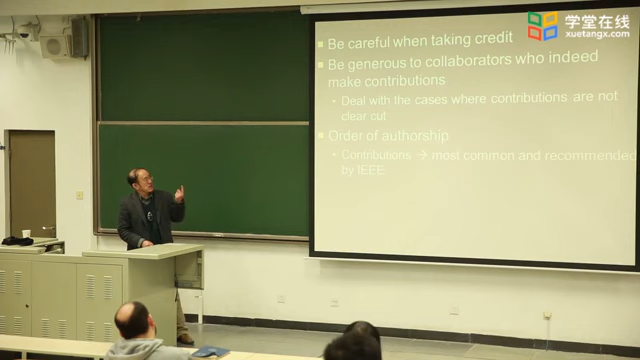 学堂在线
xuetangx.com
Be careful when taking credit
Be generous to collaborators who indeed
make contributions
Deal with the cases where contributions are not
clear cut
Order of authorship
Contributions → most common and recommended
by IEEE